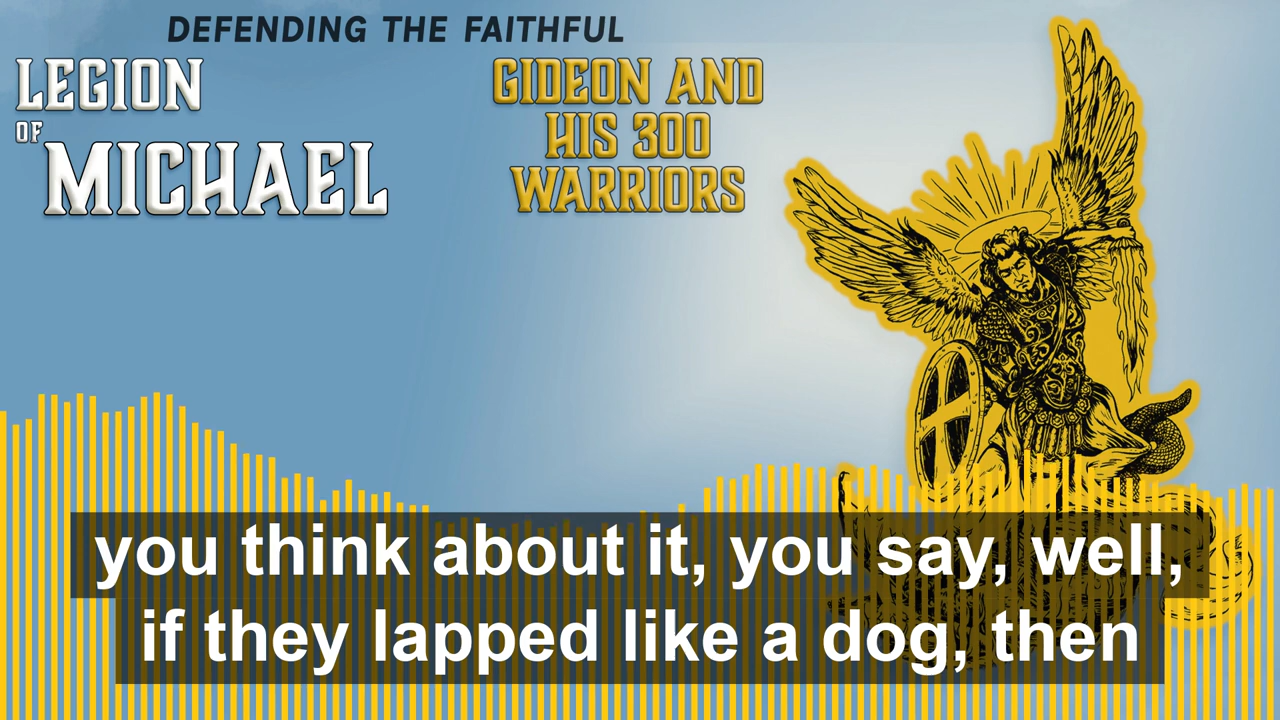 DEFENDING THE FAITHFUL
LEGION
OF
MICHAEL
GIDEON AND
HIS 300
WARRIORS
you think about it, you say, well,
if they lapped like a dog, then